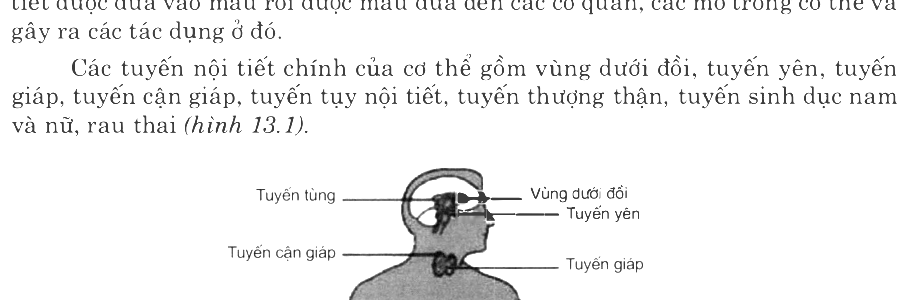 tiết được đưa vào máu rồi được máu đưa đến các cơ quan, các mô trong cơ thể và
gây ra các tác dụng ở đó.
Các tuyến nội tiết chính của cơ thể gồm vùng dưới đồi, tuyến yên, tuyến
giáp, tuyến cận giáp, tuyến tụy nội tiết, tuyến thượng thận, tuyến sinh dục nam
và nữ, rau thai (hình 13.1).
Tuyến tùng
Vùng dưới đồi
Tuyến yên
Tuyến cận giáp
Tuyến giáp